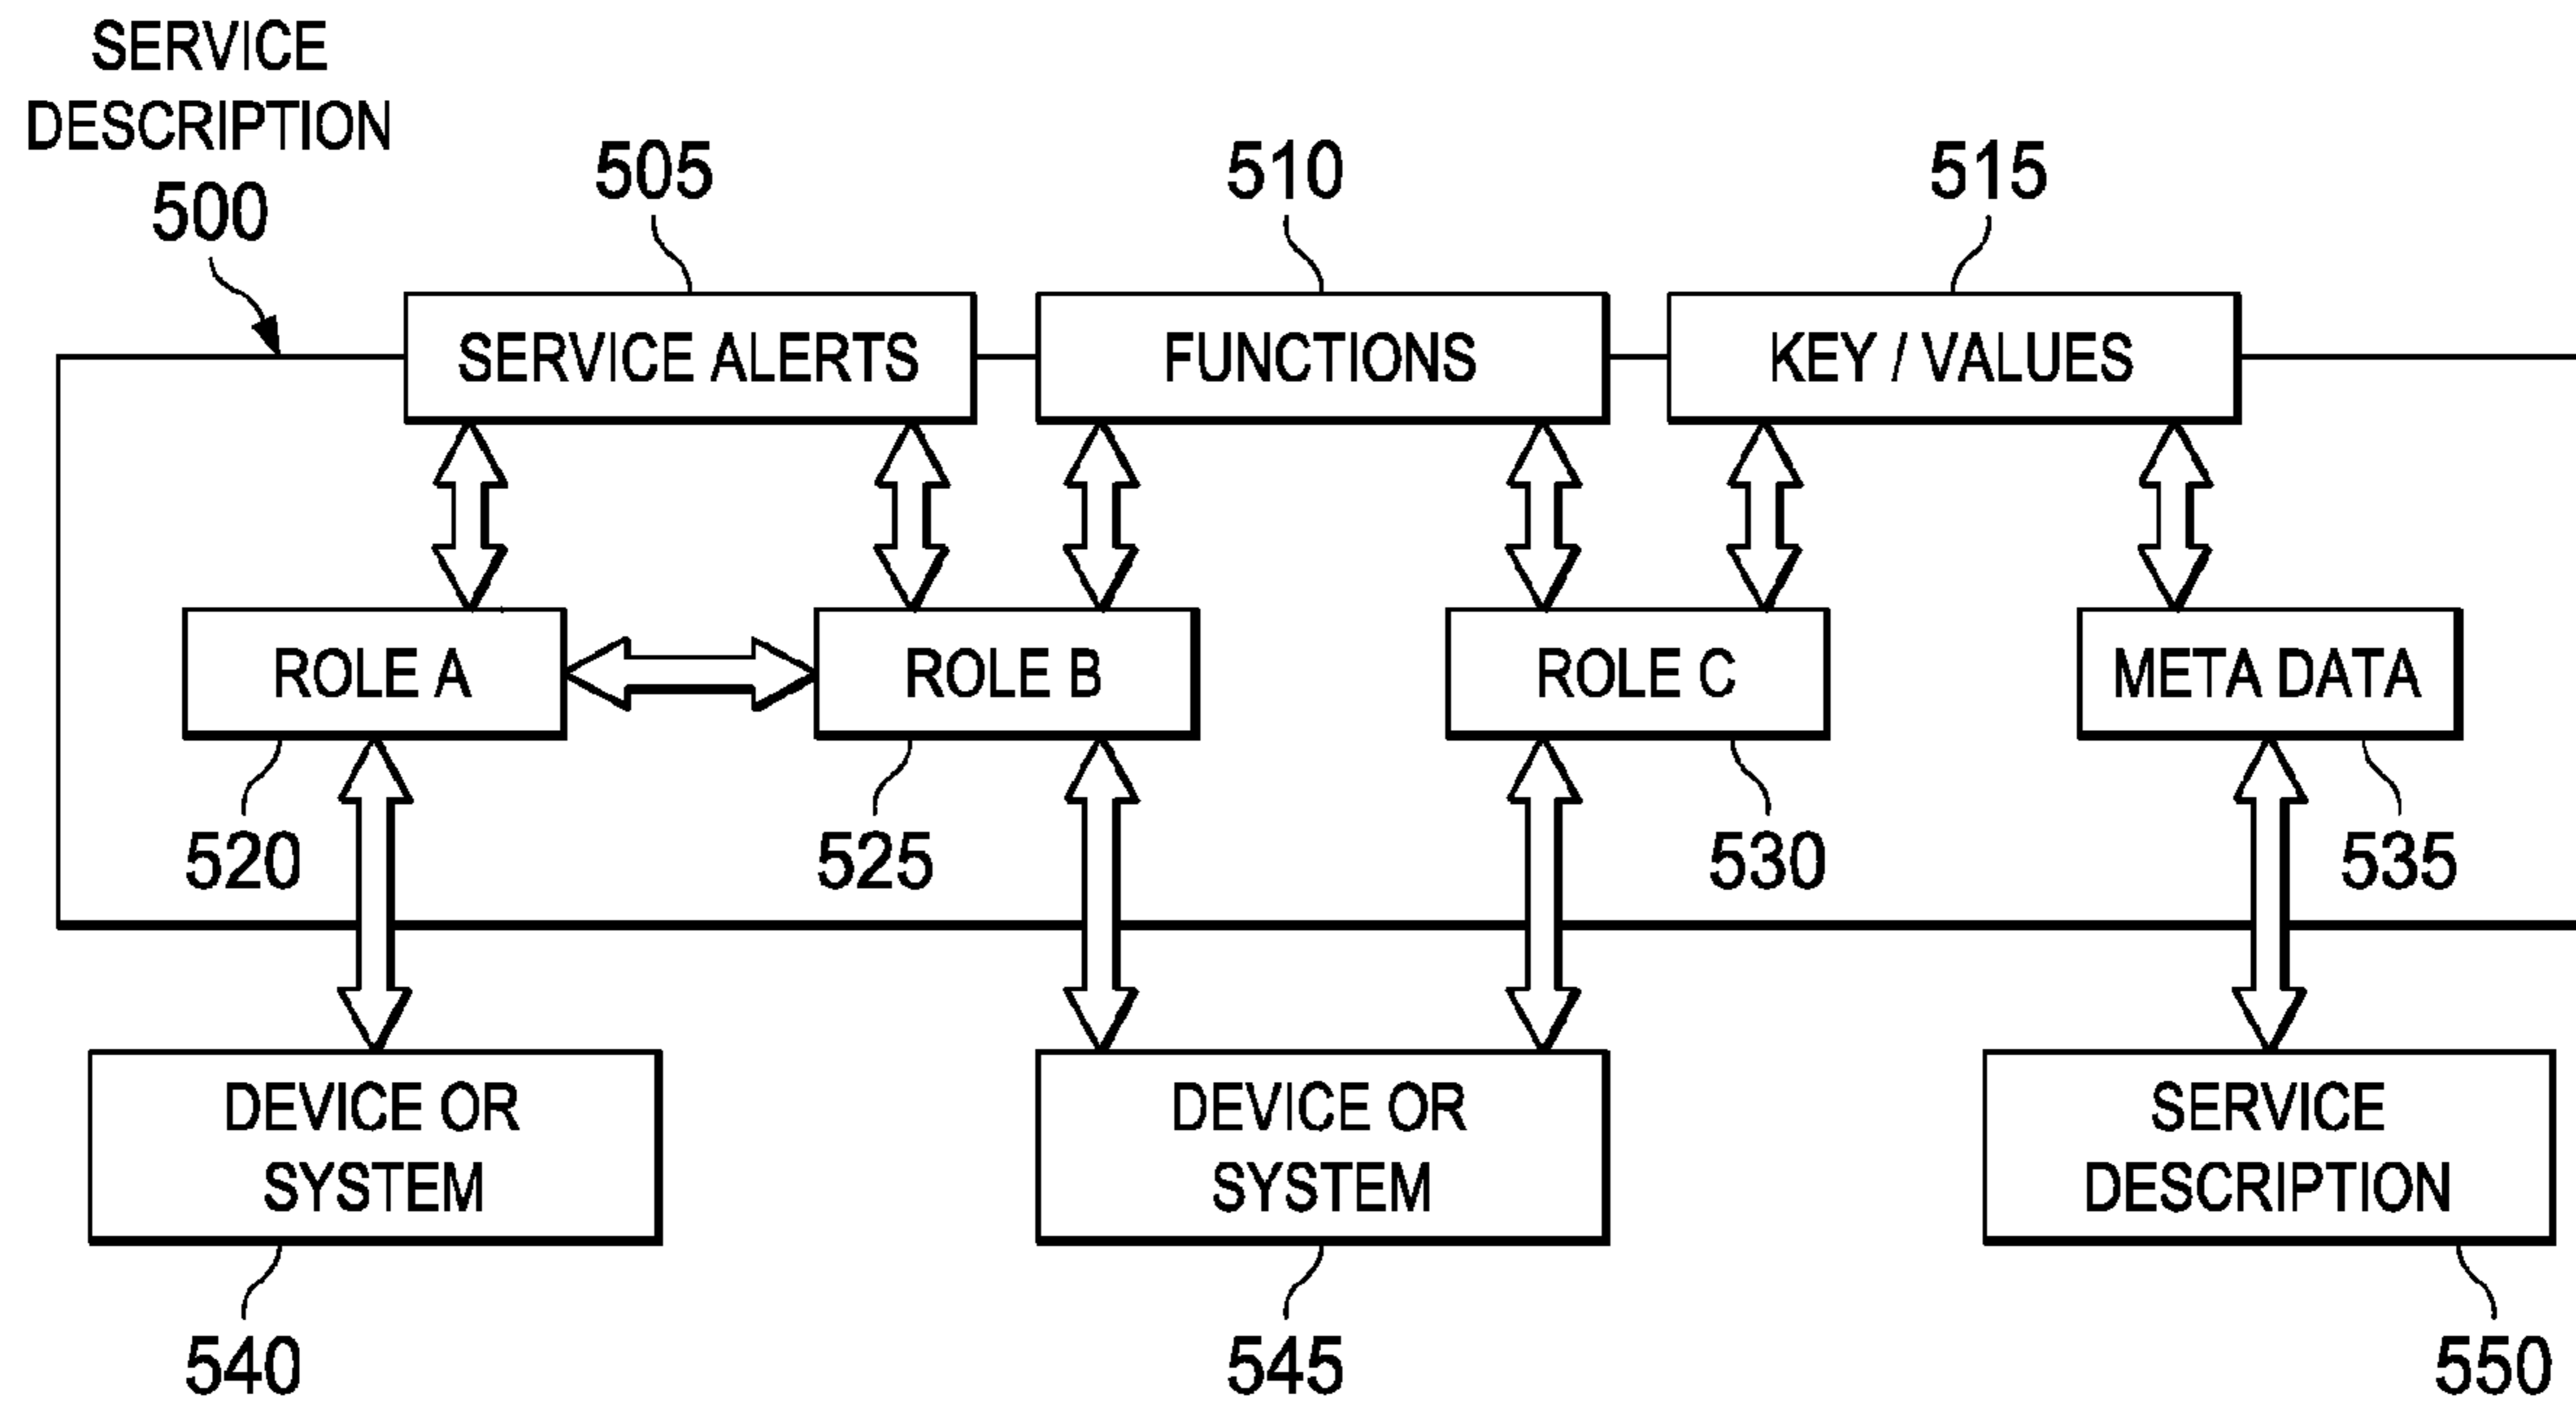 SERVICE
DESCRIPTION
500
505
510
515
SERVICE ALERTS
FUNCTIONS
KEY / VALUES
ROLE A
ROLE B
ROLE C
META DATA
520
525
530
535
DEVICE OR
SYSTEM
DEVICE OR
SYSTEM
SERVICE
DESCRIPTION
540
545
550